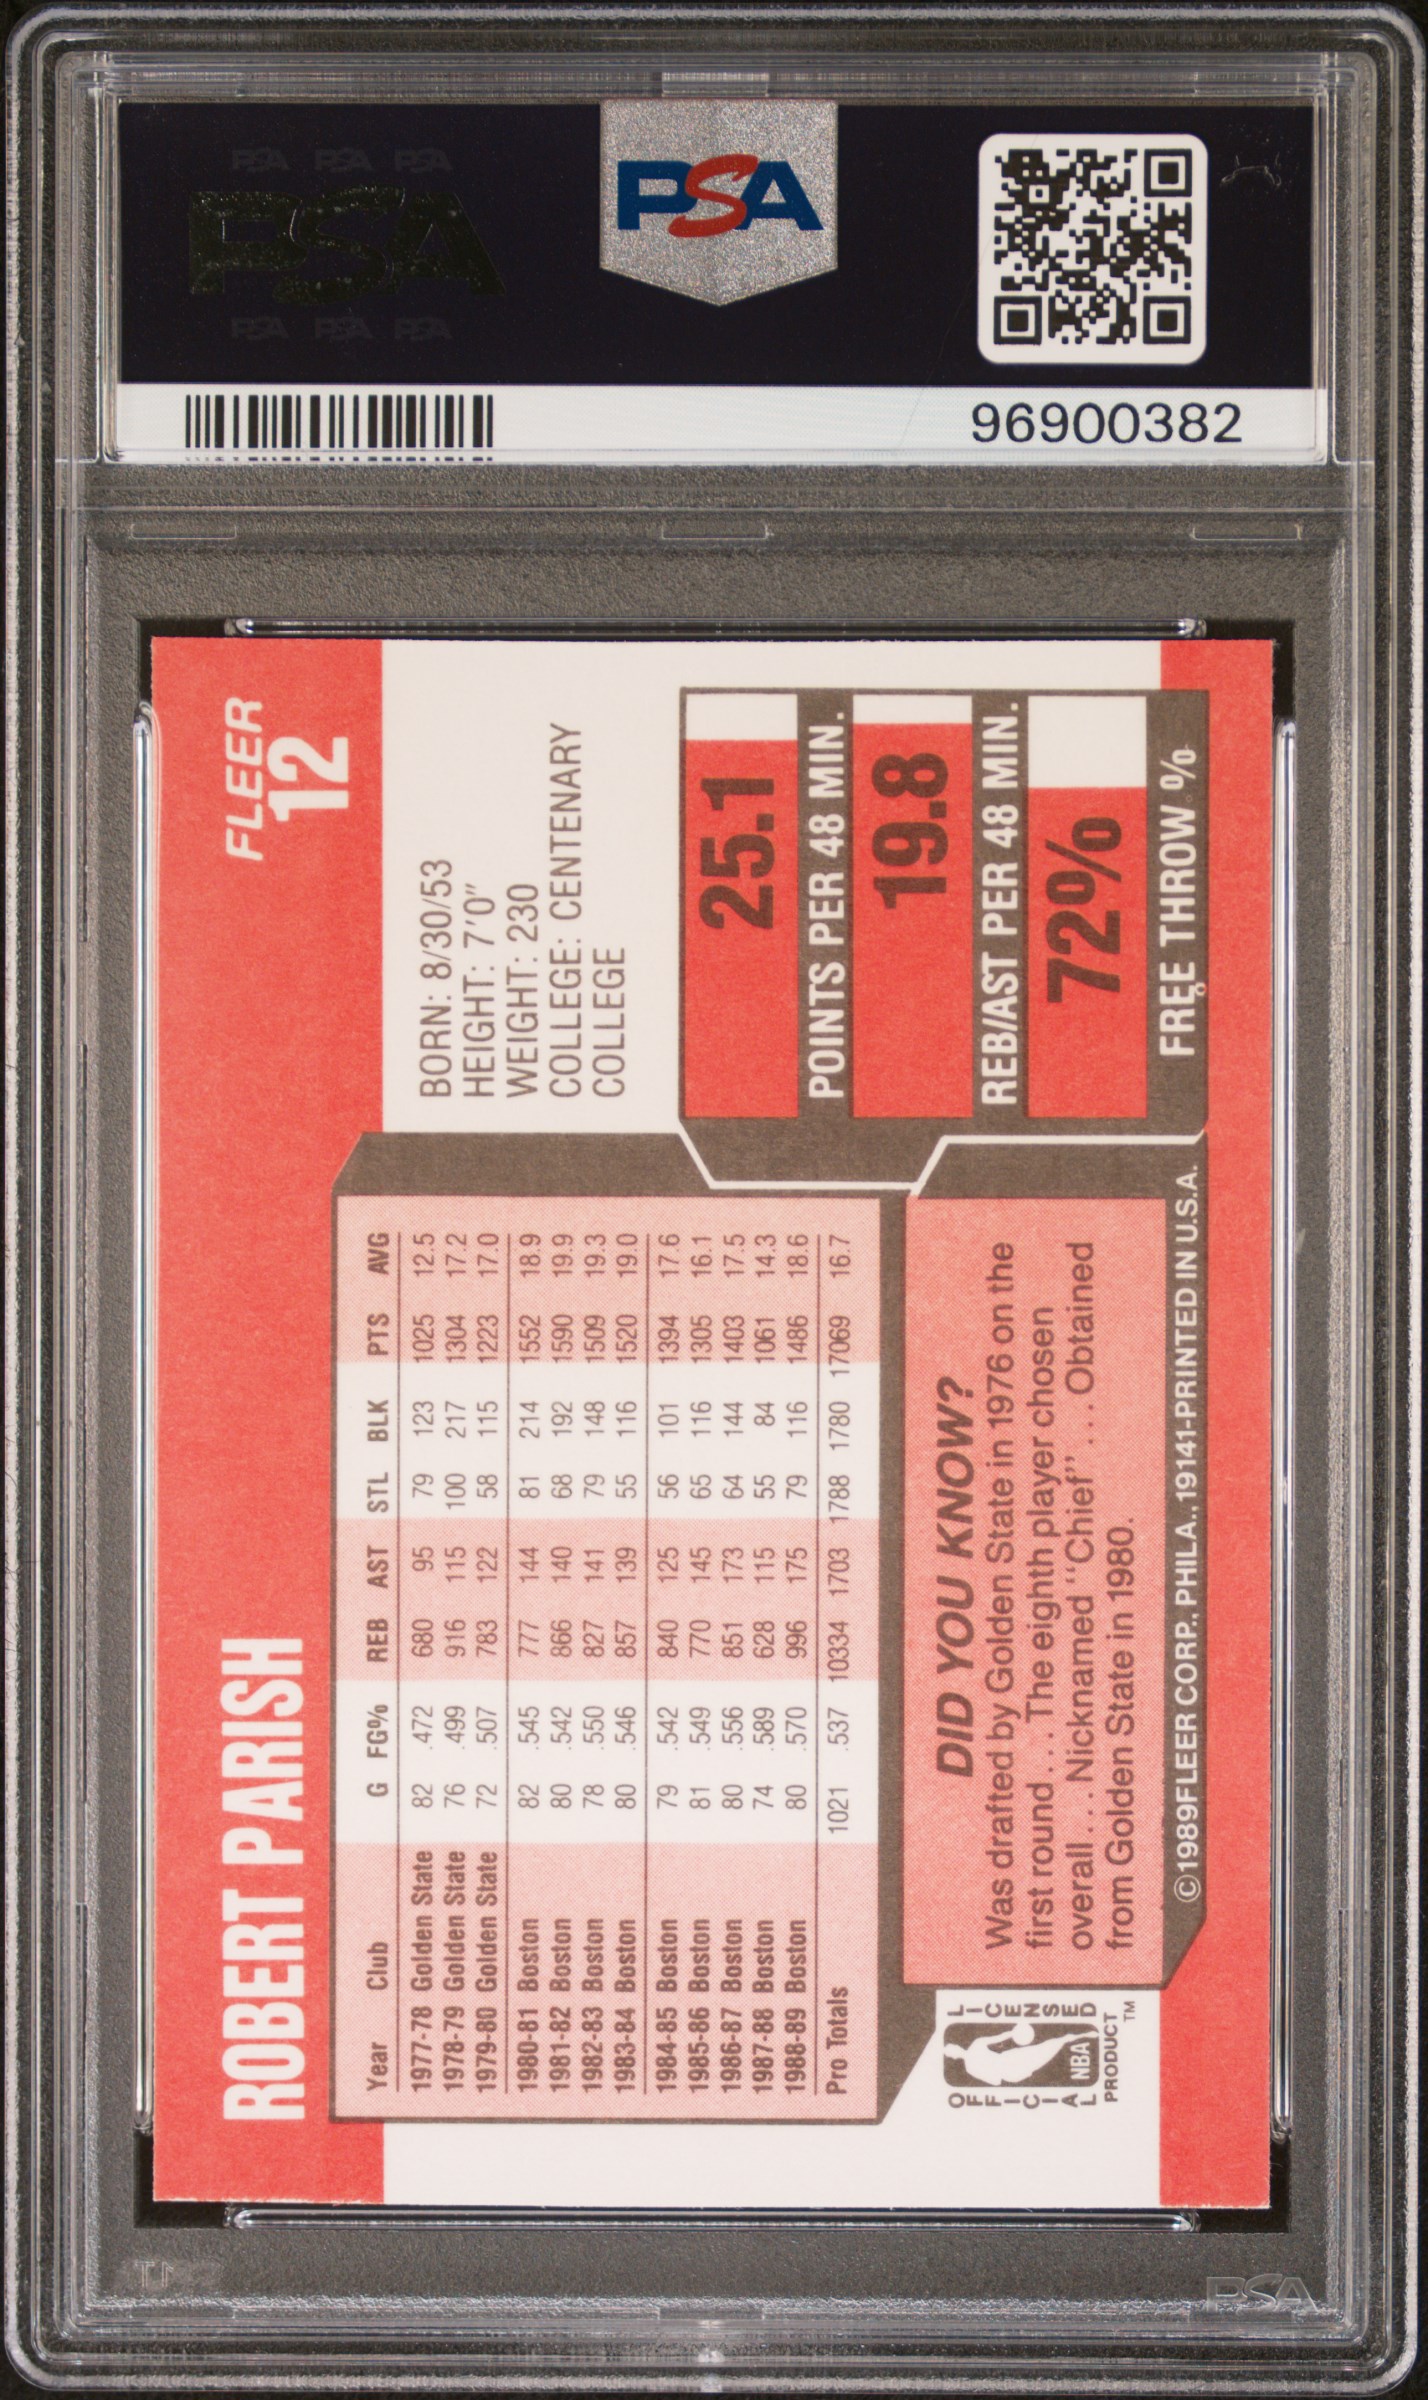 PSA PSA PSA
PSA
PSA PSA PSA
PSA
96900382
ROBERT PARISH
FLEER
12
Year Club G FG% REB AST STL BLK PTS AVG
1977-78 Golden State 82 .472 680 95 79 123 1025 12.5
1978-79 Golden State 76 .499 916 115 100 217 1304 17.2
1979-80 Golden State 72 .507 783 122 58 115 1223 17.0
1980-81 Boston 82 .545 777 144 81 214 1552 18.9
1981-82 Boston 80 .542 866 140 68 192 1590 19.9
1982-83 Boston 78 .550 827 141 79 148 1509 19.3
1983-84 Boston 80 .546 857 139 55 116 1520 19.0
1984-85 Boston 79 .542 840 125 56 101 1394 17.6
1985-86 Boston 81 .549 770 145 65 116 1305 16.1
1986-87 Boston 80 .556 851 173 64 144 1403 17.5
1987-88 Boston 74 .589 628 115 55 84 1061 14.3
1988-89 Boston 80 .570 996 175 79 116 1486 18.6
Pro Totals 1021 .537 10334 1703 1788 1780 17069 16.7
BORN: 8/30/53
HEIGHT: 7'0"
WEIGHT: 230
COLLEGE: CENTENARY
COLLEGE
25.1
POINTS PER 48 MIN.
19.8
REB/AST PER 48 MIN.
72%
FREE THROW %
DID YOU KNOW?
Was drafted by Golden State in 1976 on the
first round . . . The eighth player chosen
overall . . . Nicknamed "Chief" . . . Obtained
from Golden State in 1980.
OFFICIAL LICENSED
NBA
PRODUCT TM
©1989FLEER CORP., PHILA., 19141-PRINTED IN U.S.A.
PSA